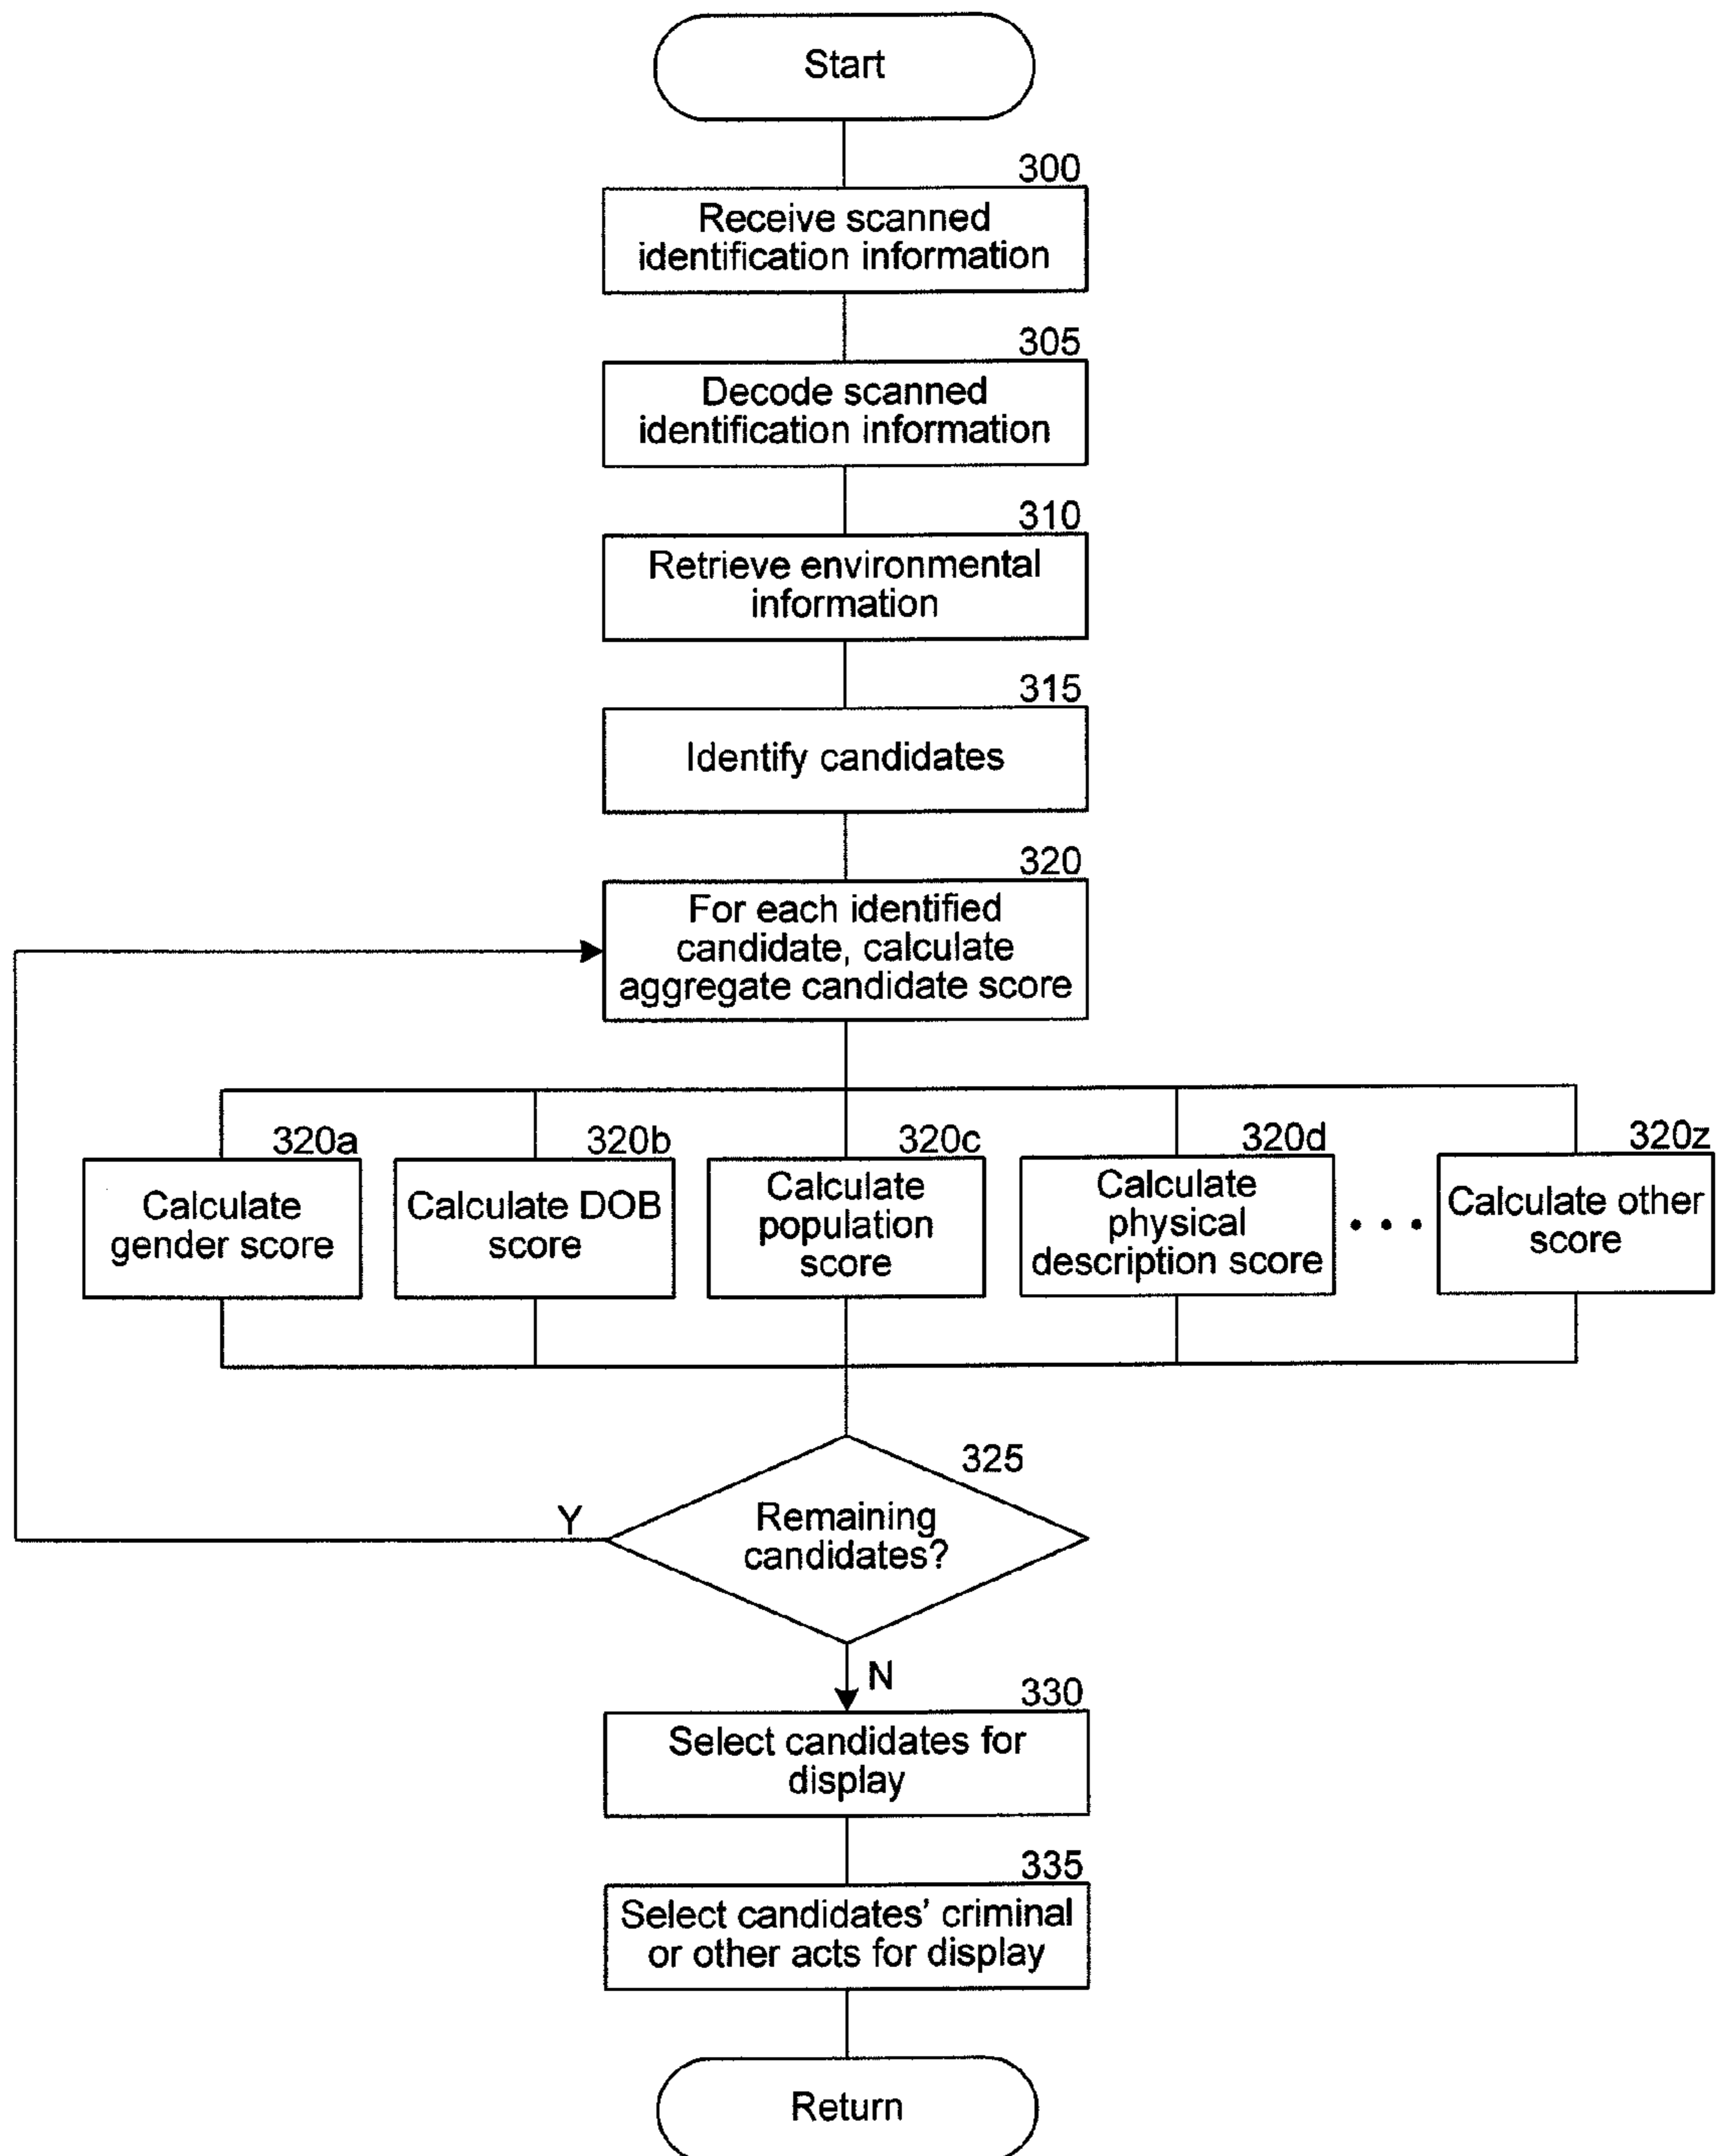 Start
300
Receive scanned
identification information
305
Decode scanned
identification information
310
Retrieve environmental
information
315
Identify candidates
320
For each identified
candidate, calculate
aggregate candidate score
320a
Calculate
gender score
320b
Calculate DOB
score
320c
Calculate
population
score
320d
Calculate
physical
description score
• • •
320z
Calculate other
score
325
Remaining
candidates?
Y
N
330
Select candidates for
display
335
Select candidates’ criminal
or other acts for display
Return